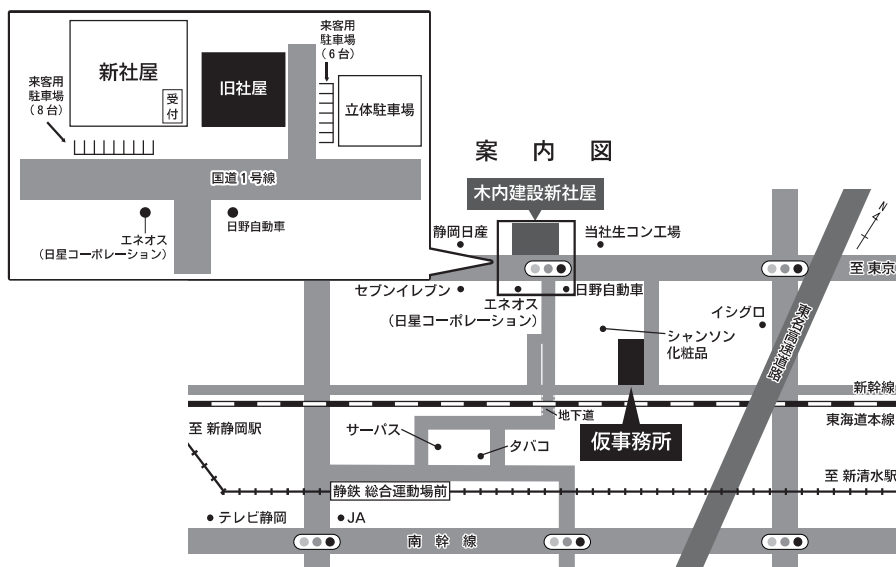 来客用
駐車場
（6台）
新社屋
受付
旧社屋
来客用
駐車場
（8台）
立体駐車場
国道1号線
エネオス
（日星コーポレーション）
日野自動車
案内図
木内建設新社屋
静岡日産
当社生コン工場
N
至 東京
セブンイレブン
エネオス
（日星コーポレーション）
日野自動車
イシグロ
シャンソン
化粧品
東名高速道路
新幹線
東海道本線
地下道
仮事務所
至 新静岡駅
サーパス
タバコ
至 新清水駅
静鉄 総合運動場前
テレビ静岡
JA
南幹線